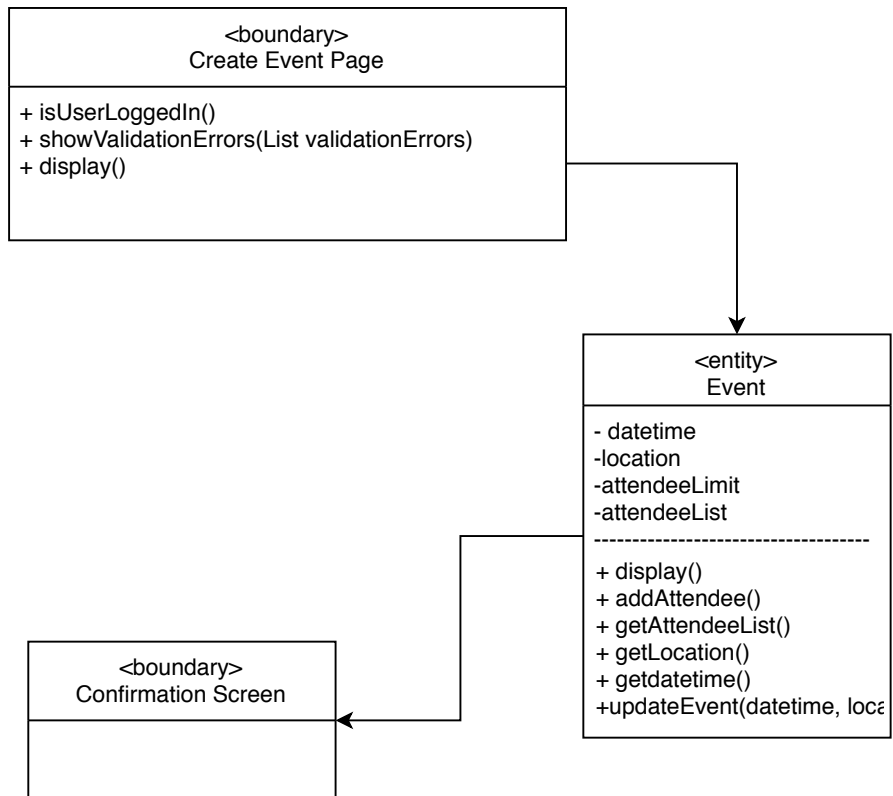 <boundary>
Create Event Page
+ isUserLoggedIn()
+ showValidationErrors(List validationErrors)
+ display()
<entity>
Event
- datetime
-location
-attendeeLimit
-attendeeList
------------------------------------
+ display()
+ addAttendee()
+ getAttendeeList()
+ getLocation()
+ getdatetime()
+updateEvent(datetime,
<boundary>
Confirmation Screen